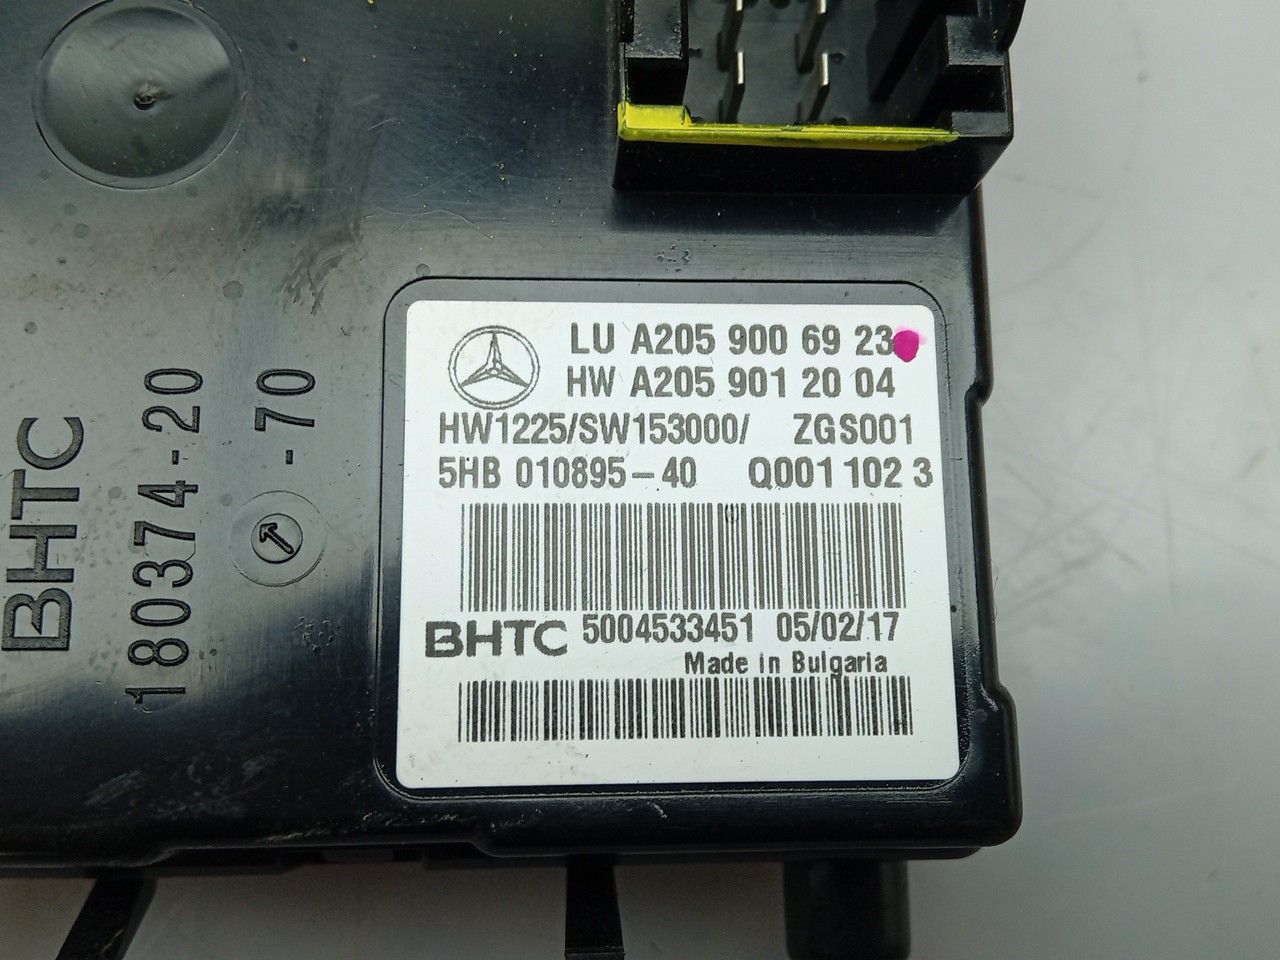 BHTC
180374-20
-70
LU A205 900 69 23
HW A205 901 20 04
HW1225/SW153000/ ZGS001
5HB 010895-40 Q001 102 3
BHTC 5004533451 05/02/17
Made in Bulgaria